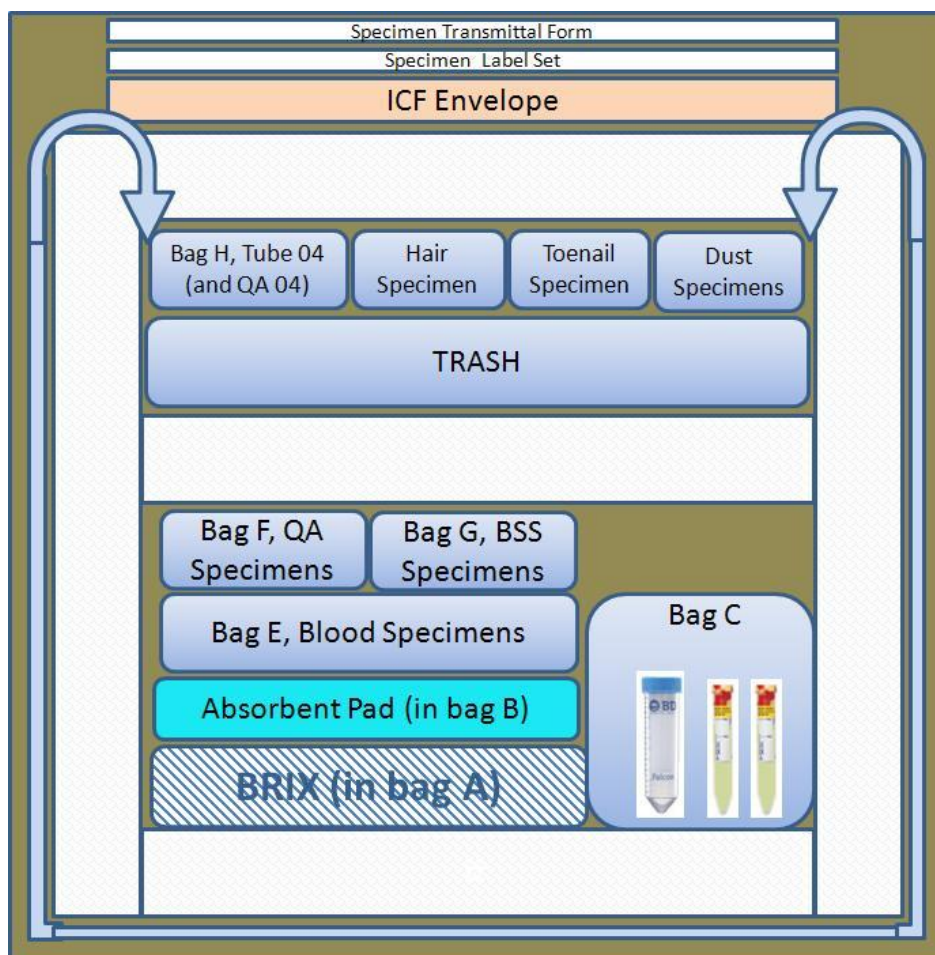 Specimen Transmittal Form
Specimen Label Set
ICF Envelope
Bag H, Tube 04
(and QA 04)
Hair
Specimen
Toenail
Specimen
Dust
Specimens
TRASH
Bag F, QA
Specimens
Bag G, BSS
Specimens
Bag E, Blood Specimens
Bag C
Absorbent Pad (in bag B)
BD
Falcon
BRIX (in bag A)